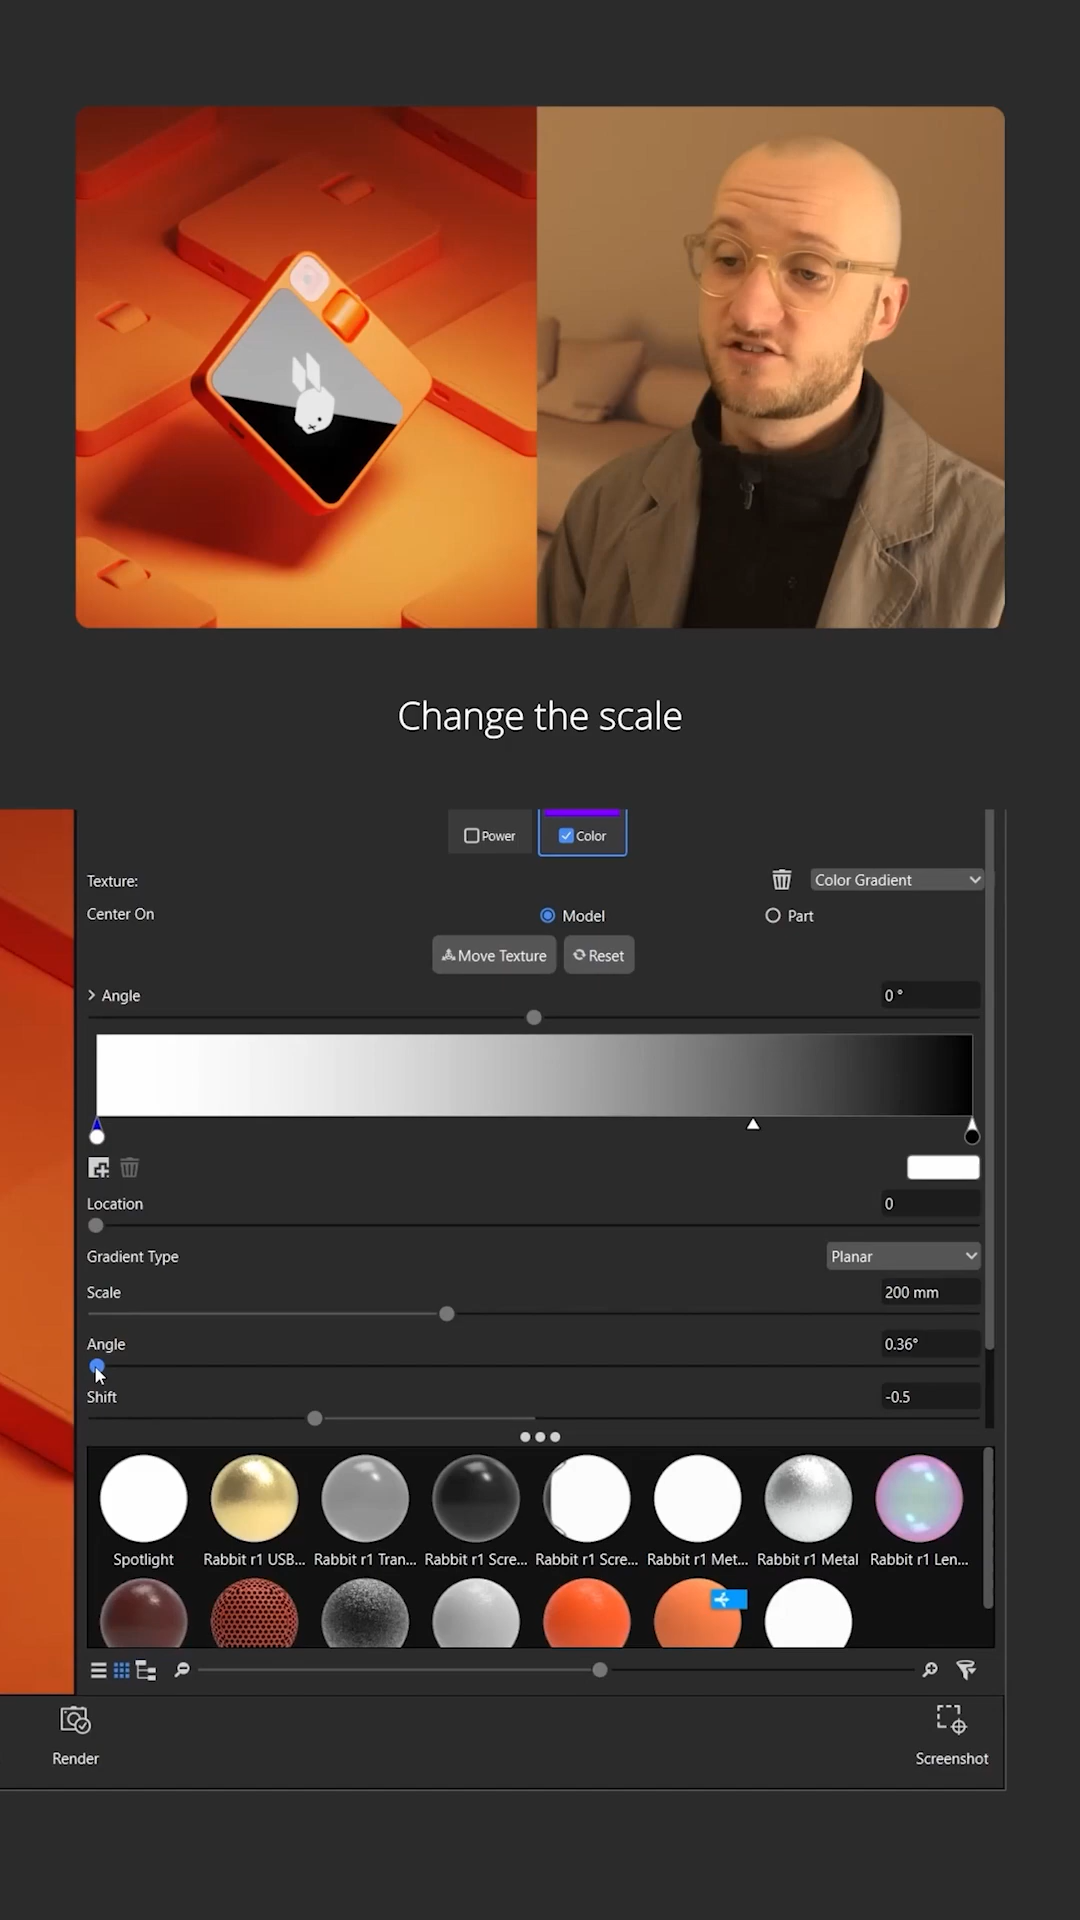 Change the scale
Power
Color
Texture:
Color Gradient
Center On
Model
Part
Move Texture
Reset
Angle
0 °
Location
0
Gradient Type
Planar
Scale
200 mm
Angle
0.36°
Shift
-0.5
Spotlight
Rabbit r1 USB...
Rabbit r1 Tran...
Rabbit r1 Scre...
Rabbit r1 Scre...
Rabbit r1 Met...
Rabbit r1 Metal
Rabbit r1 Len...
Render
Screenshot